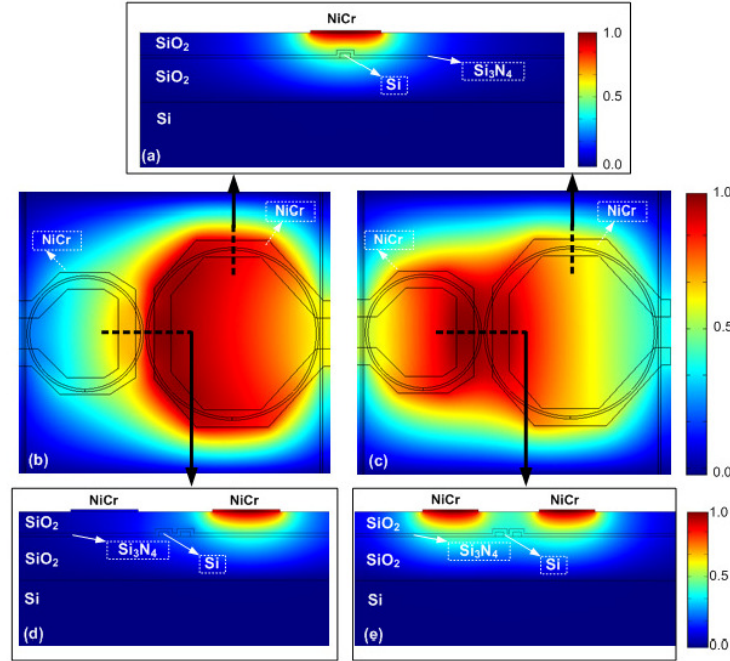 NiCr
SiO2
SiO2
Si3N4
Si
Si
(a)
1.0
0.5
0.0
NiCr
NiCr
(b)
NiCr
NiCr
(c)
1.0
0.5
0.0
NiCr
NiCr
SiO2
SiO2
Si3N4
Si
Si
(d)
NiCr
NiCr
SiO2
SiO2
Si3N4
Si
Si
(e)
1.0
0.5
0.0